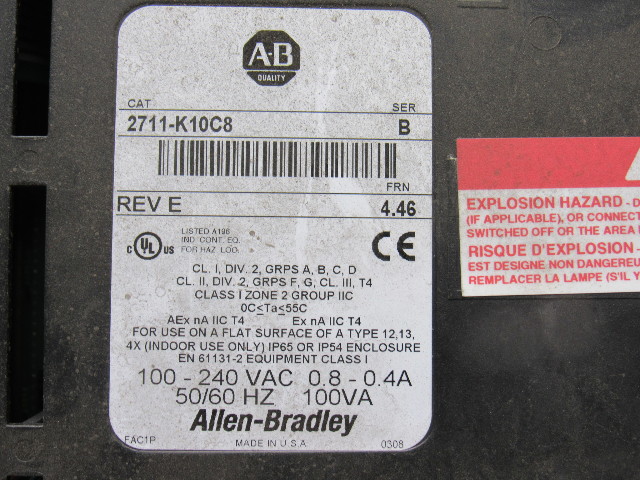 A-B
QUALITY
CAT SER
2711-K10C8 B
FRN
REV E 4.46
LISTED A196
IND. CONT. EQ.
FOR HAZ. LOC.
C UL US CE
CL. I, DIV. 2, GRPS A, B, C, D
CL. II, DIV. 2, GRPS F, G, CL. III, T4
CLASS I ZONE 2 GROUP IIC
0C≤Ta≤55C
AEx nA IIC T4 Ex nA IIC T4
FOR USE ON A FLAT SURFACE OF A TYPE 12,13,
4X (INDOOR USE ONLY) IP65 OR IP54 ENCLOSURE
EN 61131-2 EQUIPMENT CLASS I
100 - 240 VAC 0.8 - 0.4A
50/60 HZ 100VA
Allen-Bradley
FAC1P MADE IN U.S.A. 0308
EXPLOSION HAZARD - D
(IF APPLICABLE), OR CONNECT
SWITCHED OFF OR THE AREA
RISQUE D'EXPLOSION -
EST DESIGNE NON DANGEREU
REMPLACER LA LAMPE (S'IL Y